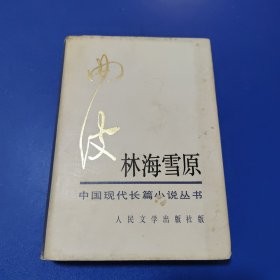 曲波
林海雪原
中国现代长篇小说丛书
人民文学出版社版